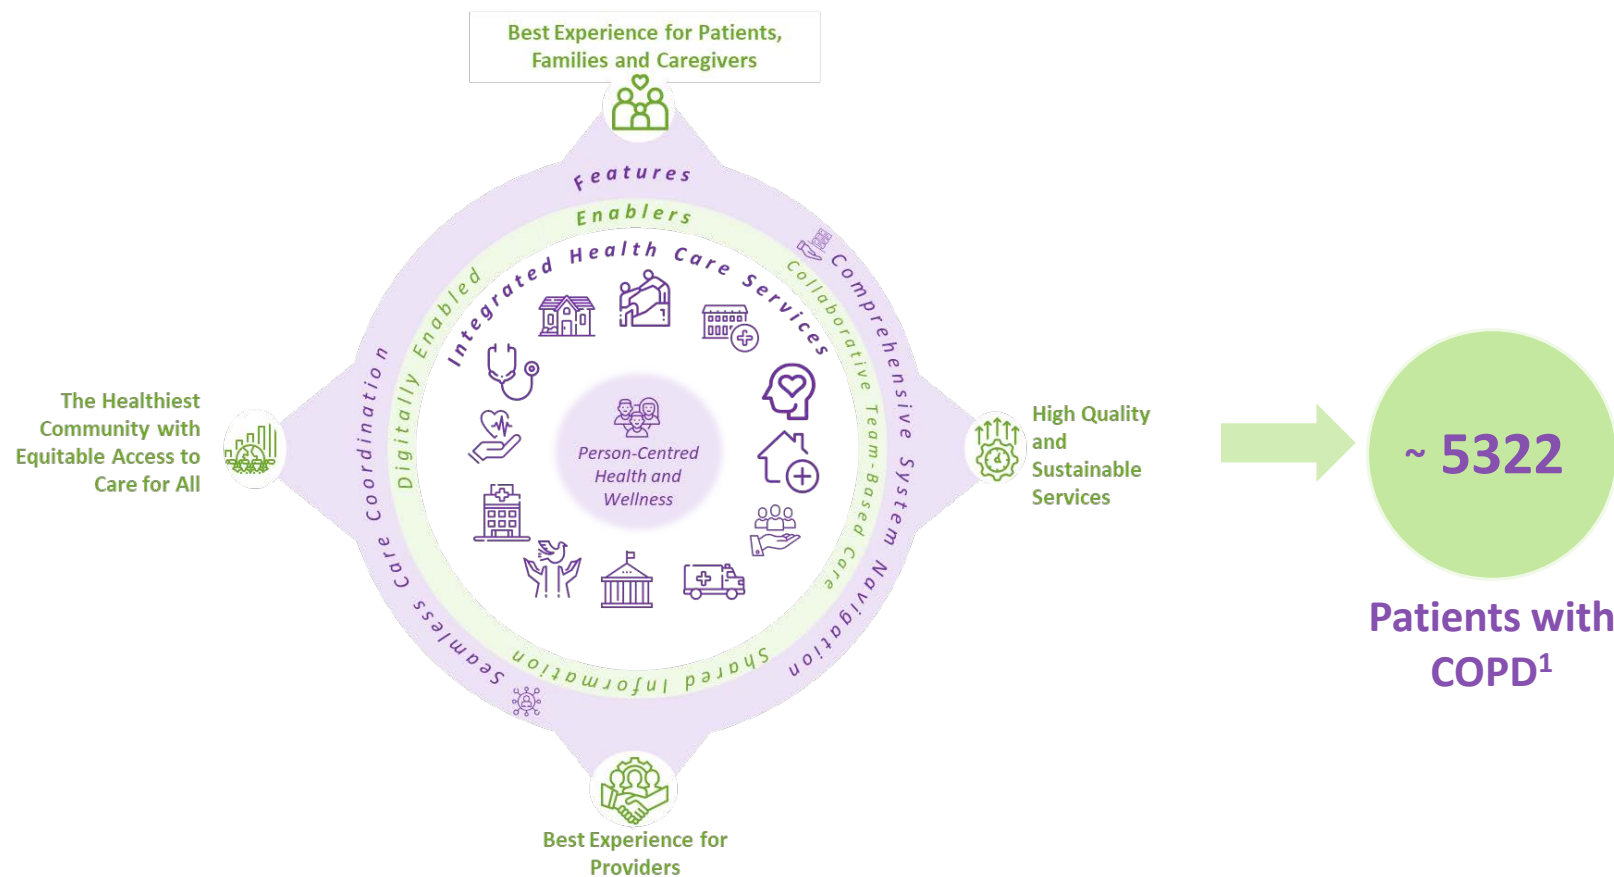 Best Experience for Patients,
Families and Caregivers
Features
Enablers
Integrated Health Care Services
Digitally Enabled
Collaborative Team-Based Care
Shared Information
Seamless Care Coordination
Comprehensive System Navigation
Person-Centred
Health and
Wellness
The Healthiest
Community with
Equitable Access to
Care for All
High Quality
and
Sustainable
Services
Best Experience for
Providers
~ 5322
Patients with
COPD¹